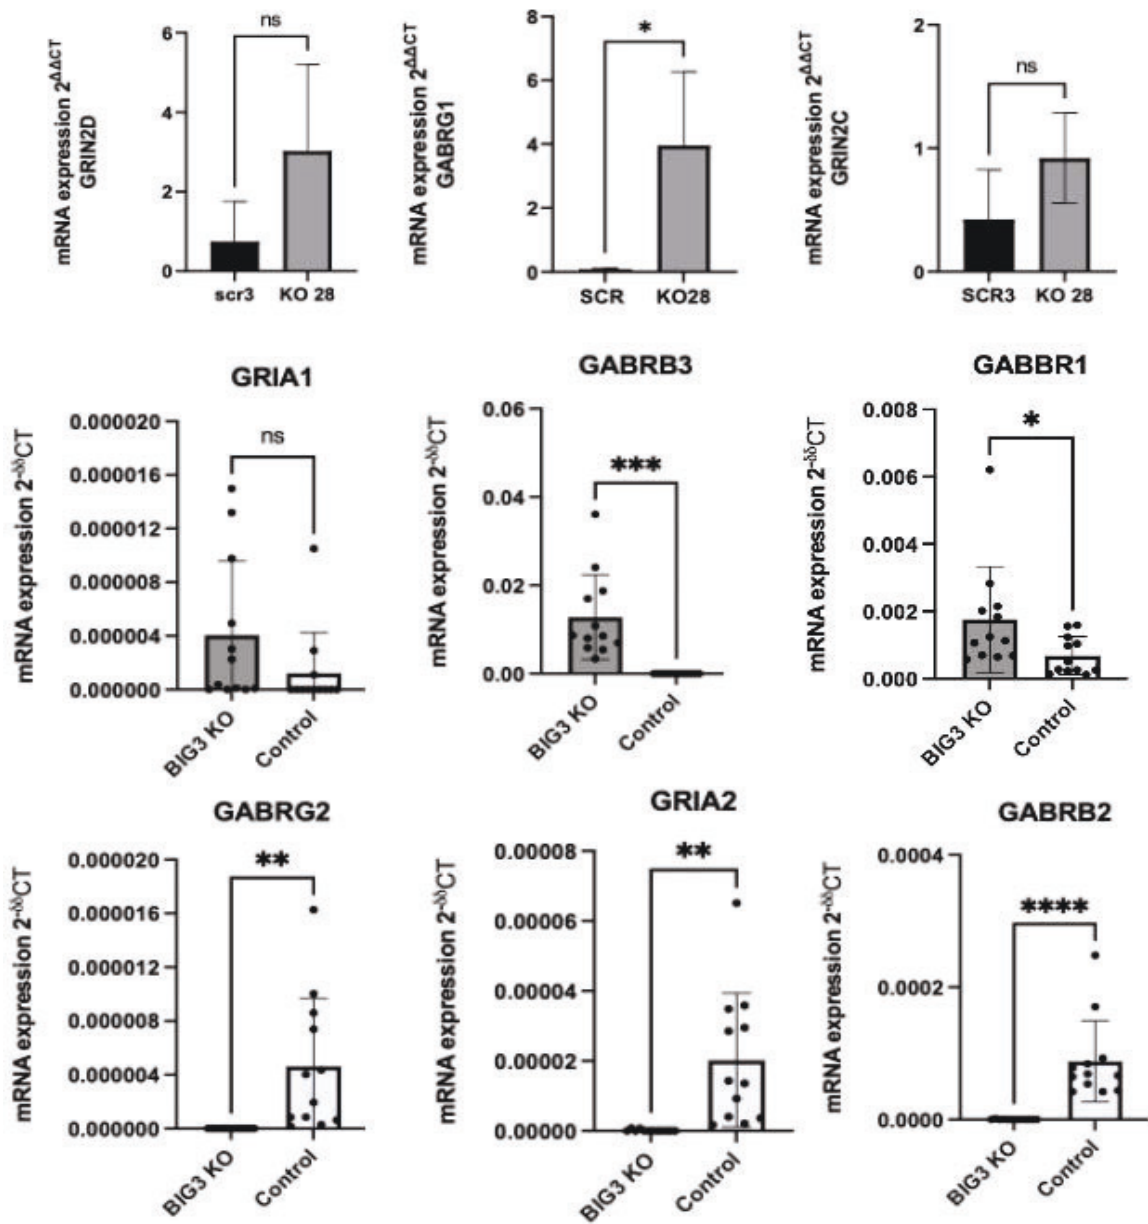 mRNA expression 2^ΔΔCT
GRIN2D
6
4
2
0
ns
scr3 KO 28
mRNA expression 2^ΔΔCT
GABRG1
8
6
4
2
0
*
SCR KO28
mRNA expression 2^ΔΔCT
GRIN2C
2
1
0
ns
SCR3 KO 28
GRIA1
mRNA expression 2^-δδCT
0.000020
0.000016
0.000012
0.000008
0.000004
0.000000
ns
BIG3 KO
Control
GABRB3
mRNA expression 2^-δδCT
0.06
0.04
0.02
0.00
***
BIG3 KO
Control
GABBR1
mRNA expression 2^-δδCT
0.008
0.006
0.004
0.002
0.000
*
BIG3 KO
Control
GABRG2
mRNA expression 2^-δδCT
0.000020
0.000016
0.000012
0.000008
0.000004
0.000000
**
BIG3 KO
Control
GRIA2
mRNA expression 2^-δδCT
0.00008
0.00006
0.00004
0.00002
0.00000
**
BIG3 KO
Control
GABRB2
mRNA expression 2^-δδCT
0.0004
0.0002
0.0000
****
BIG3 KO
Control